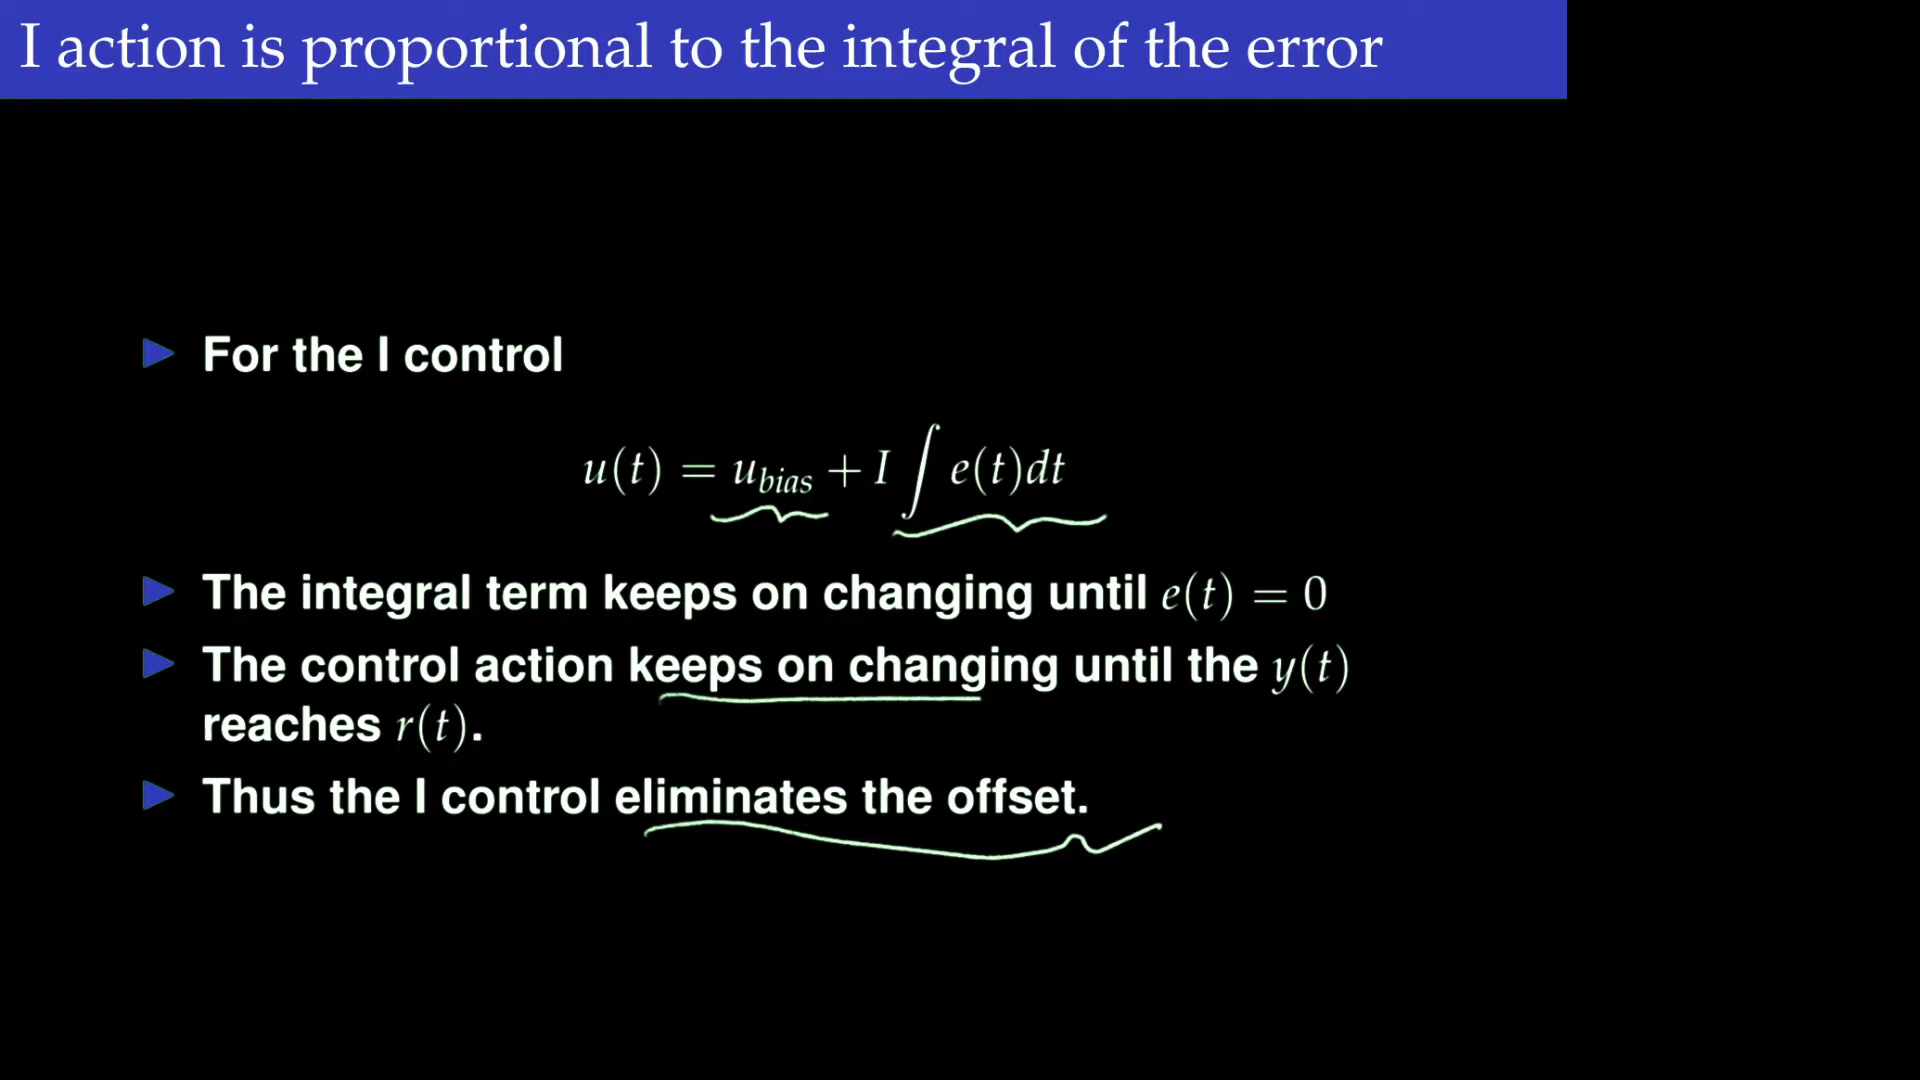 I action is proportional to the integral of the error
▶ For the I control
u(t) = u_bias + I ∫ e(t)dt
▶ The integral term keeps on changing until e(t) = 0
▶ The control action keeps on changing until the y(t)
reaches r(t).
▶ Thus the I control eliminates the offset.